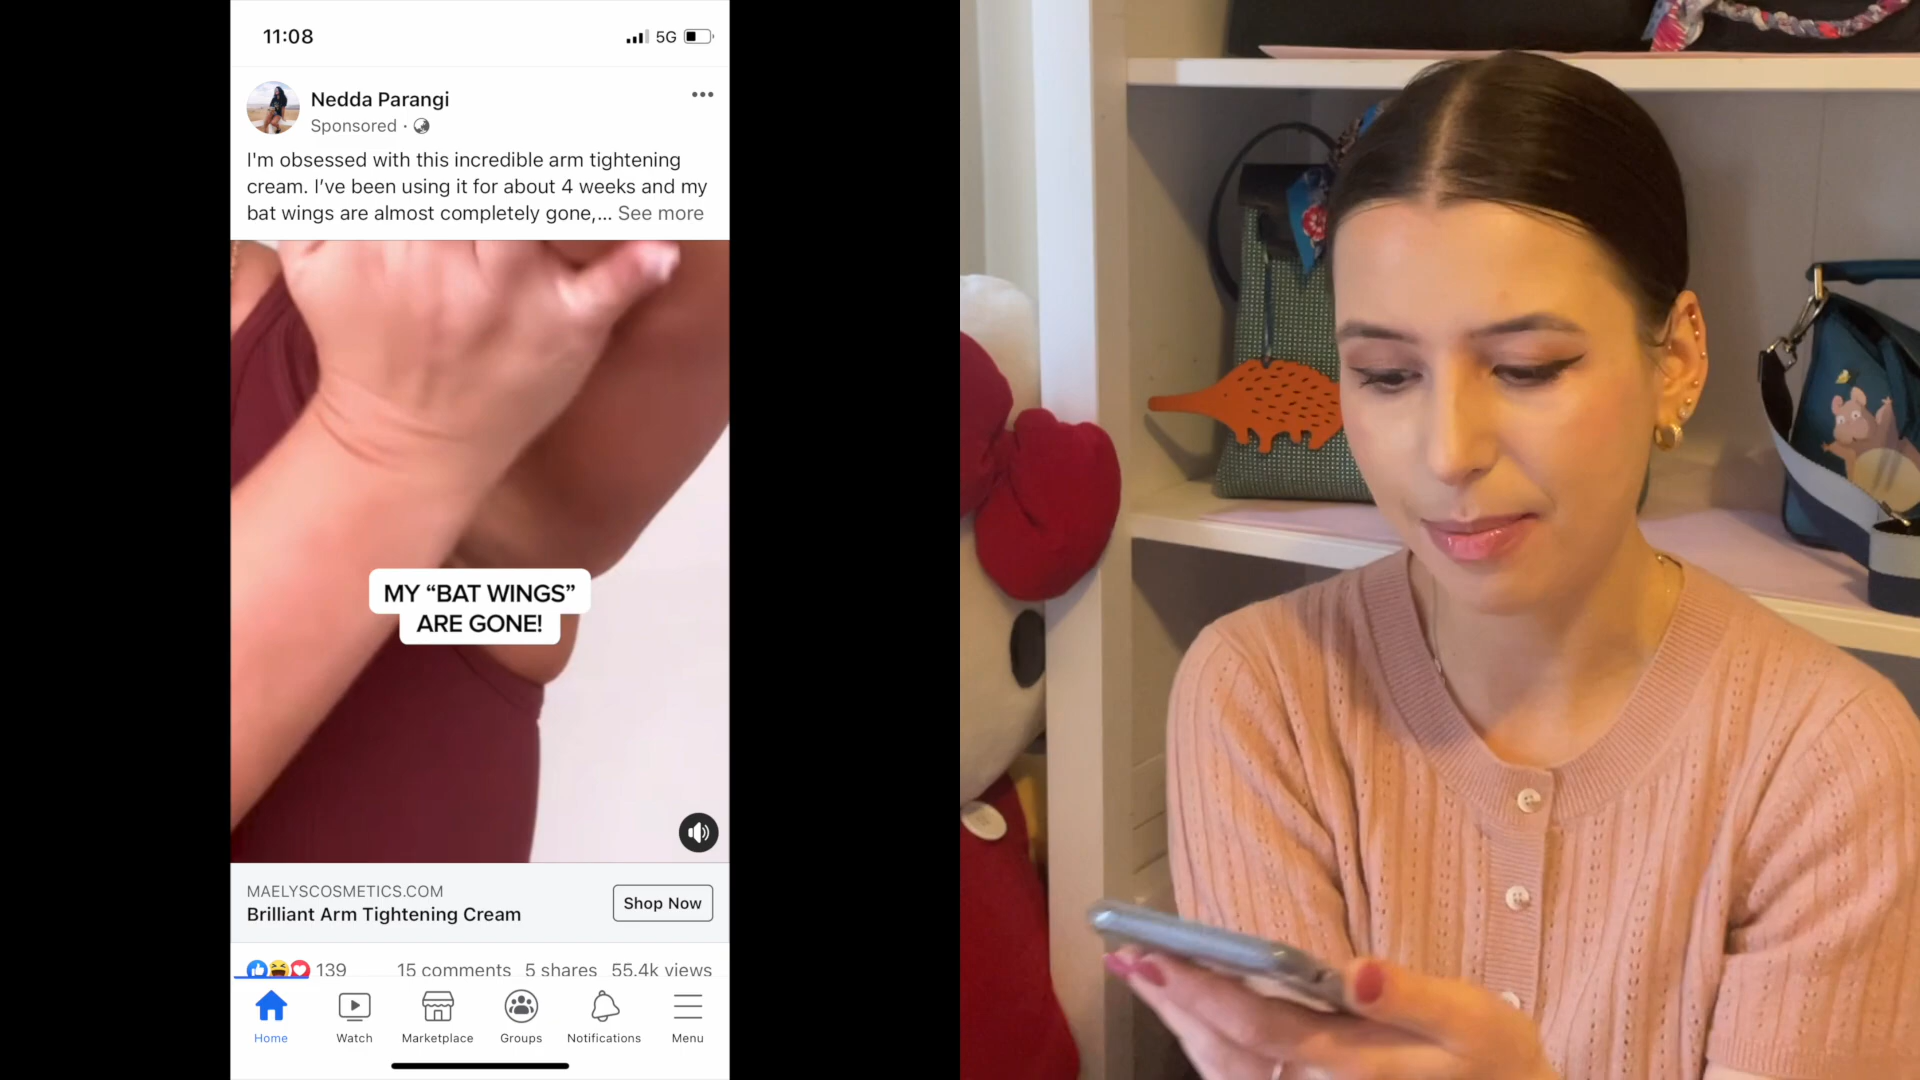 11:08
5G
Nedda Parangi
Sponsored ·
I'm obsessed with this incredible arm tightening
cream. I've been using it for about 4 weeks and my
bat wings are almost completely gone,... See more
MY “BAT WINGS”
ARE GONE!
MAELYSCOSMETICS.COM
Brilliant Arm Tightening Cream
Shop Now
139 15 comments 5 shares 55.4k views
Home Watch Marketplace Groups Notifications Menu